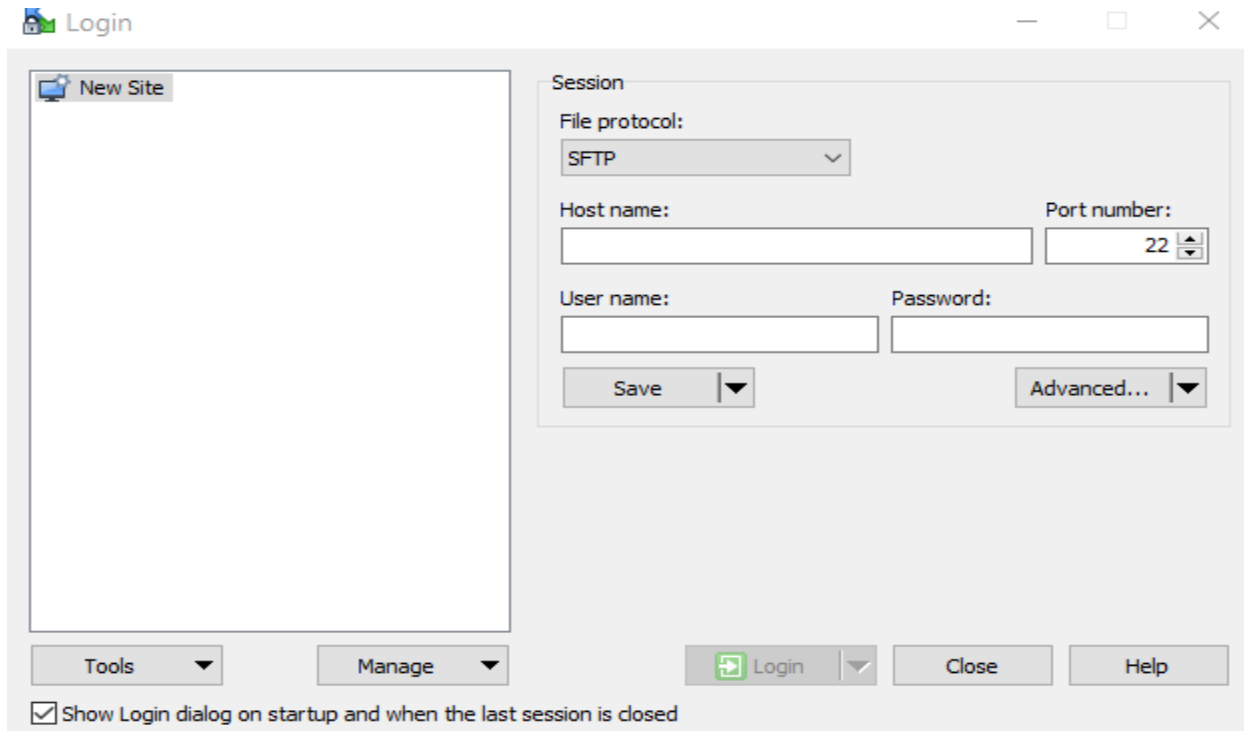 Login
New Site
Session
File protocol:
SFTP
Host name: Port number:
22
User name: Password:
Save Advanced...
Tools Manage Login Close Help
Show Login dialog on startup and when the last session is closed